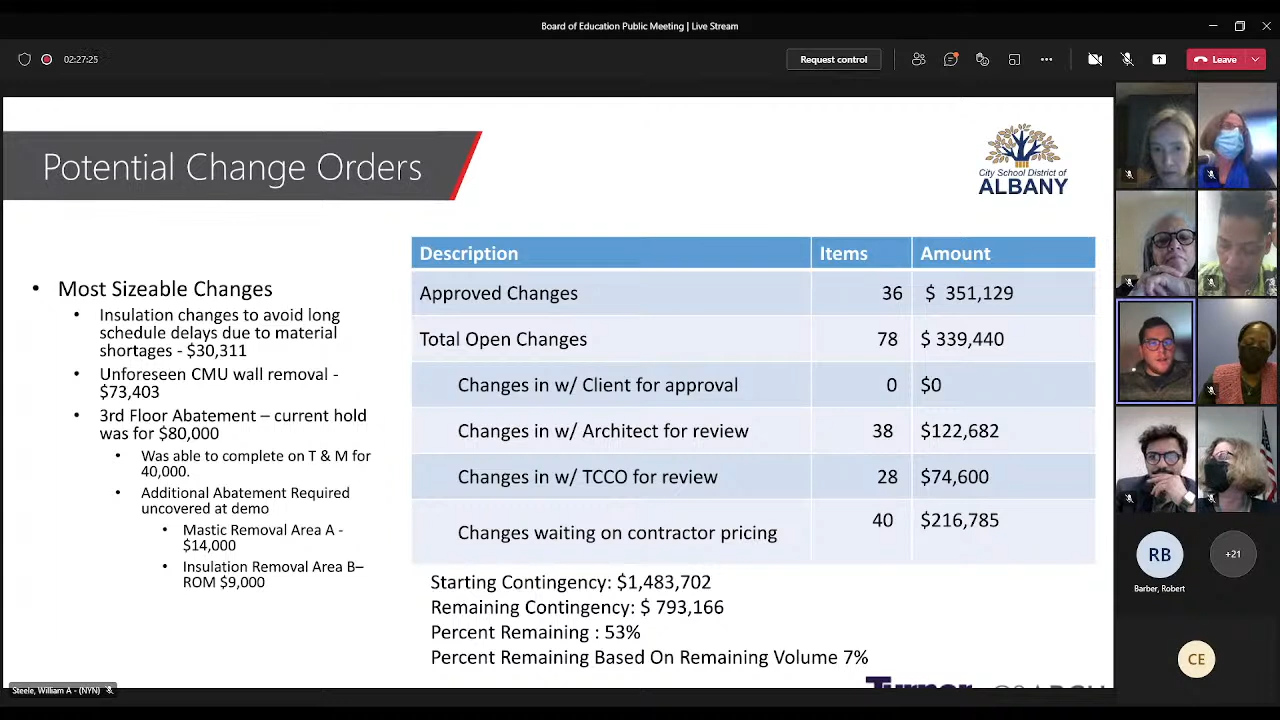 Board of Education Public Meeting | Live Stream
02:27:25
Request control
Leave
Potential Change Orders
City School District of
ALBANY
• Most Sizeable Changes
• Insulation changes to avoid long
schedule delays due to material
shortages - $30,311
• Unforeseen CMU wall removal -
$73,403
• 3rd Floor Abatement – current hold
was for $80,000
• Was able to complete on T & M for
40,000.
• Additional Abatement Required
uncovered at demo
• Mastic Removal Area A -
$14,000
• Insulation Removal Area B–
ROM $9,000
Description Items Amount
Approved Changes 36 $ 351,129
Total Open Changes 78 $ 339,440
Changes in w/ Client for approval 0 $0
Changes in w/ Architect for review 38 $122,682
Changes in w/ TCCO for review 28 $74,600
Changes waiting on contractor pricing 40 $216,785
Starting Contingency: $1,483,702
Remaining Contingency: $ 793,166
Percent Remaining : 53%
Percent Remaining Based On Remaining Volume 7%
Turner
Steele, William A - (NYN)
RB
Barber, Robert
+21
CE